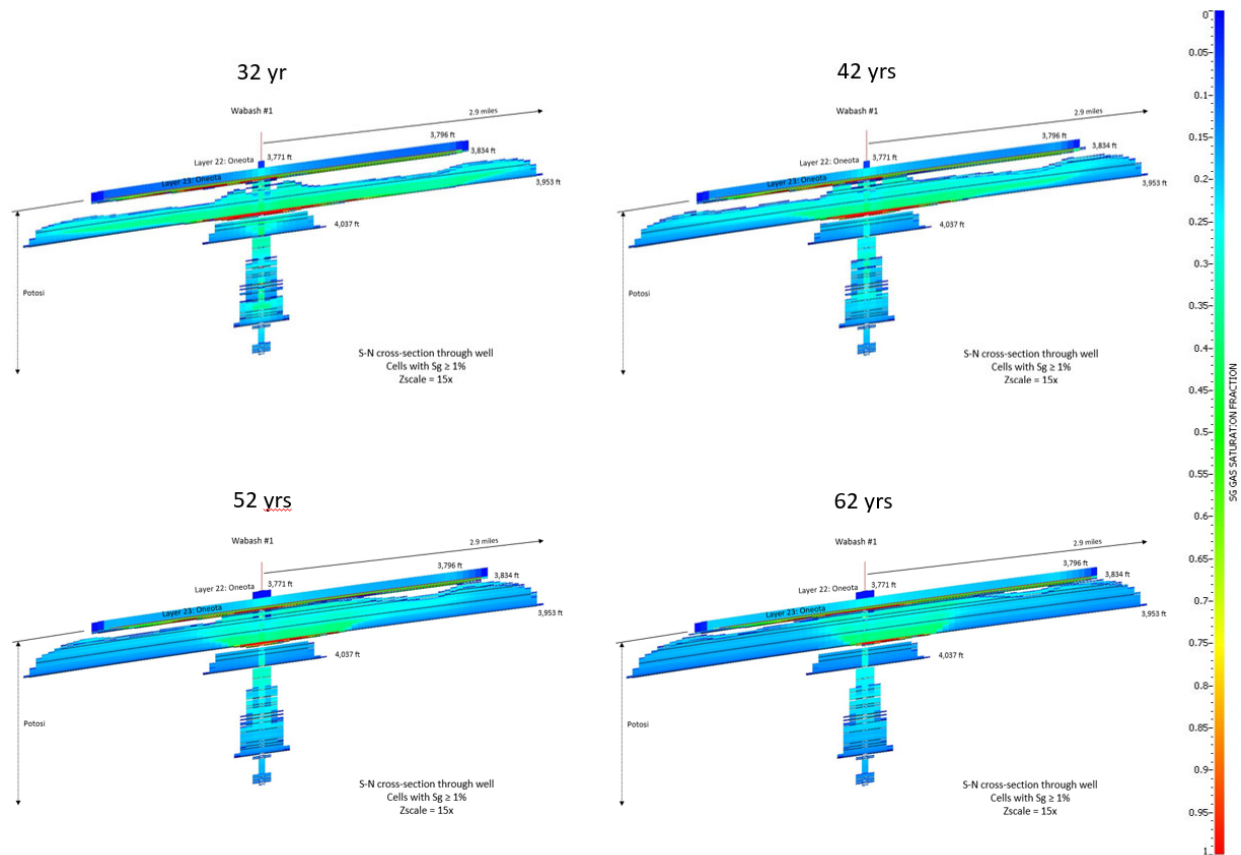 32 yr
Wabash #1
2.9 miles
3,796 ft
3,834 ft
Layer 22: Oneota
3,771 ft
Layer 23: Oneota
3,953 ft
4,037 ft
Potosi
S-N cross-section through well
Cells with Sg ≥ 1%
Zscale = 15x
42 yrs
Wabash #1
2.9 miles
3,796 ft
3,834 ft
Layer 22: Oneota
3,771 ft
Layer 23: Oneota
3,953 ft
4,037 ft
Potosi
S-N cross-section through well
Cells with Sg ≥ 1%
Zscale = 15x
52 yrs
Wabash #1
2.9 miles
3,796 ft
3,834 ft
Layer 22: Oneota
3,771 ft
Layer 23: Oneota
3,953 ft
4,037 ft
Potosi
S-N cross-section through well
Cells with Sg ≥ 1%
Zscale = 15x
62 yrs
Wabash #1
2.9 miles
3,796 ft
3,834 ft
Layer 22: Oneota
3,771 ft
Layer 23: Oneota
3,953 ft
4,037 ft
Potosi
S-N cross-section through well
Cells with Sg ≥ 1%
Zscale = 15x
0
0.05
0.1
0.15
0.2
0.25
0.3
0.35
0.4
0.45
0.5
0.55
0.6
0.65
0.7
0.75
0.8
0.85
0.9
0.95
1
SG GAS SATURATION FRACTION